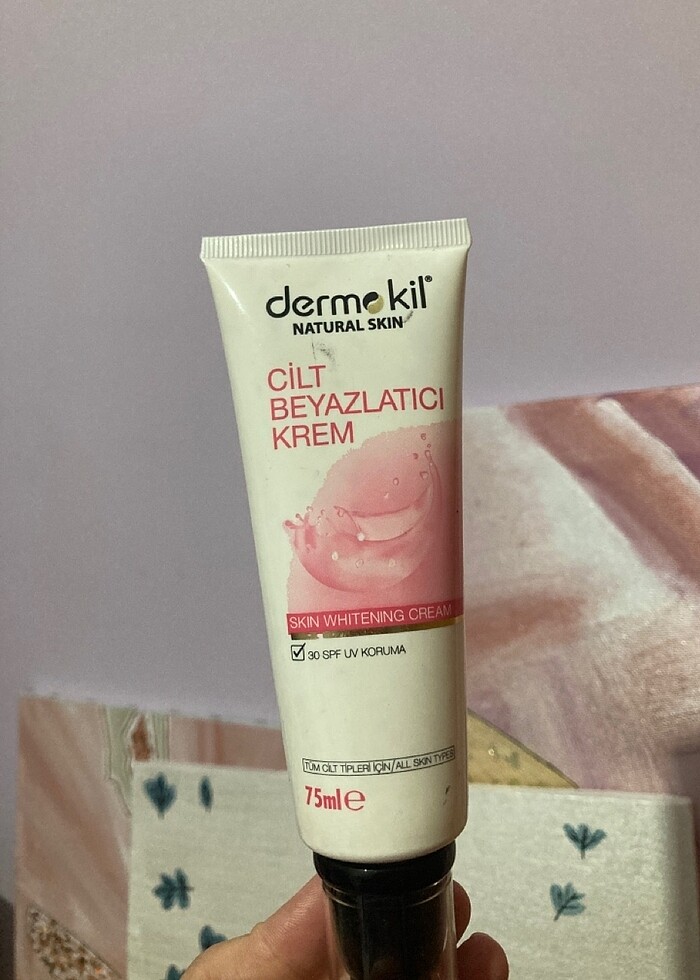 dermokil®
NATURAL SKIN
CİLT
BEYAZLATICI
KREM
SKIN WHITENING CREAM
30 SPF UV KORUMA
TÜM CİLT TİPLERİ İÇİN/ALL SKIN TYPES
75ml℮